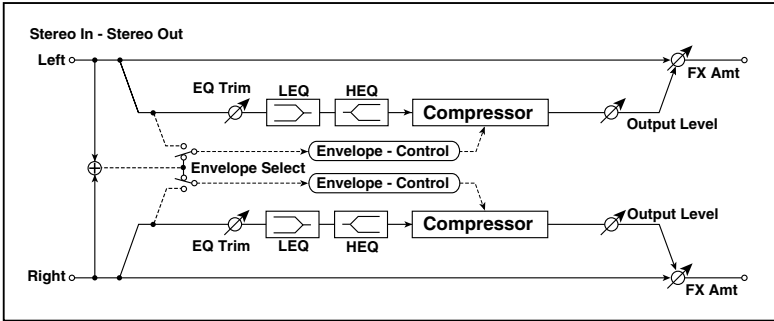 Stereo In - Stereo Out
Left
FX Amt
EQ Trim
LEQ
HEQ
Compressor
Output Level
Envelope - Control
Envelope Select
Envelope - Control
Compressor
Output Level
EQ Trim
LEQ
HEQ
Right
FX Amt